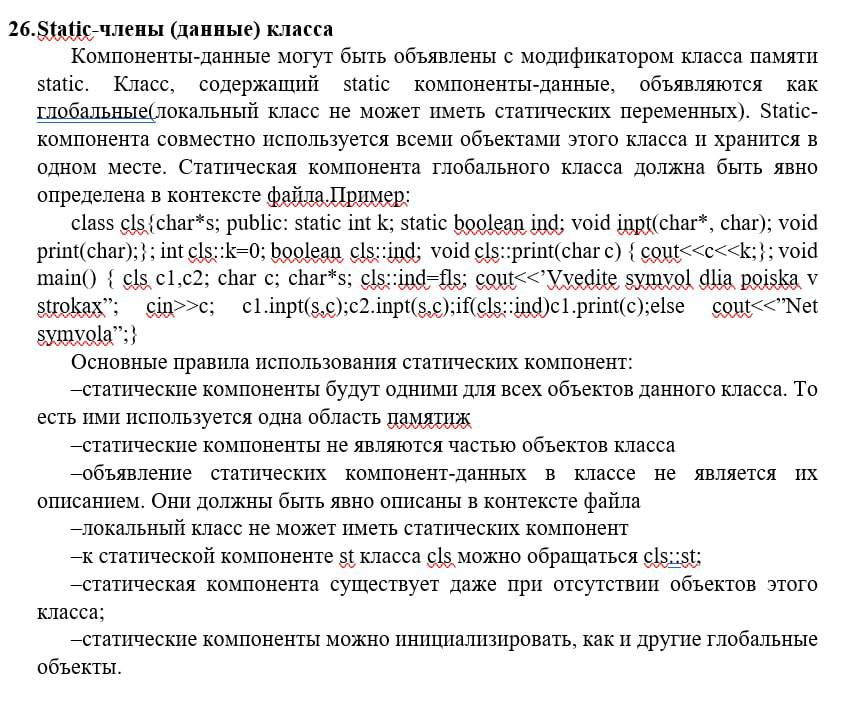 26.Static-члены (данные) класса
Компоненты-данные могут быть объявлены с модификатором класса памяти
static. Класс, содержащий static компоненты-данные, объявляются как
глобальные(локальный класс не может иметь статических переменных). Static-
компонента совместно используется всеми объектами этого класса и хранится в
одном месте. Статическая компонента глобального класса должна быть явно
определена в контексте файла.Пример:
class cls{char*s; public: static int k; static boolean ind; void inpt(char*, char); void
print(char);}; int cls::k=0; boolean cls::ind; void cls::print(char c) { cout<<c<<k;}; void
main() { cls c1,c2; char c; char*s; cls::ind=fls; cout<<’Vvedite symvol dlia poiska v
strokax”; cin>>c; c1.inpt(s,c);c2.inpt(s,c);if(cls::ind)c1.print(c);else cout<<”Net
symvola”;}
Основные правила использования статических компонент:
–статические компоненты будут одними для всех объектов данного класса. То
есть ими используется одна область памятиж
–статические компоненты не являются частью объектов класса
–объявление статических компонент-данных в классе не является их
описанием. Они должны быть явно описаны в контексте файла
–локальный класс не может иметь статических компонент
–к статической компоненте st класса cls можно обращаться cls::st;
–статическая компонента существует даже при отсутствии объектов этого
класса;
–статические компоненты можно инициализировать, как и другие глобальные
объекты.